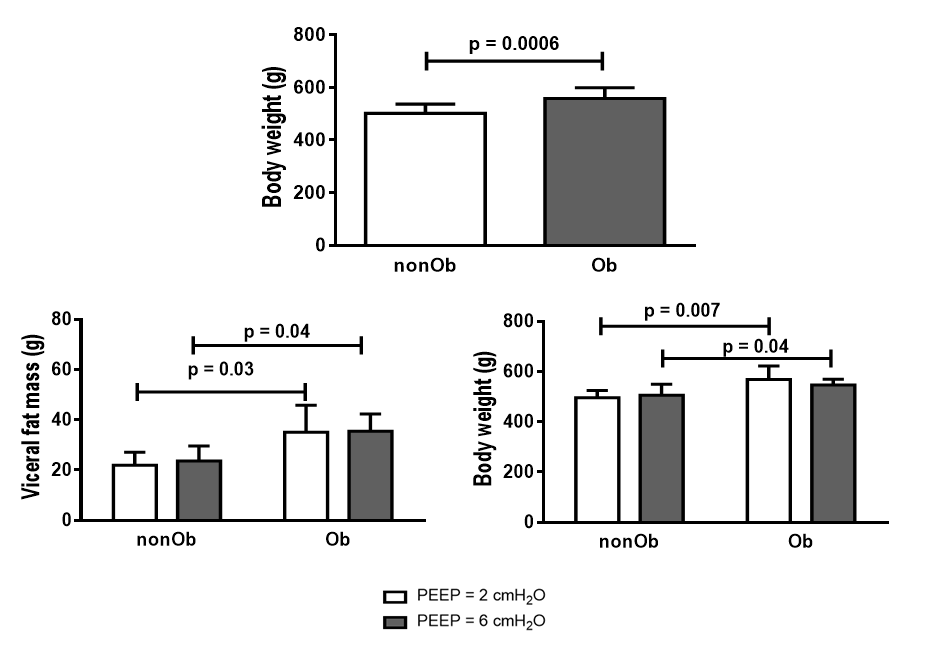 p = 0.0006
Body weight (g)
800
600
400
200
0
nonOb
Ob
Viceral fat mass (g)
80
60
40
20
0
p = 0.04
p = 0.03
nonOb
Ob
Body weight (g)
800
600
400
200
0
p = 0.007
p = 0.04
nonOb
Ob
PEEP = 2 cmH₂O
PEEP = 6 cmH₂O